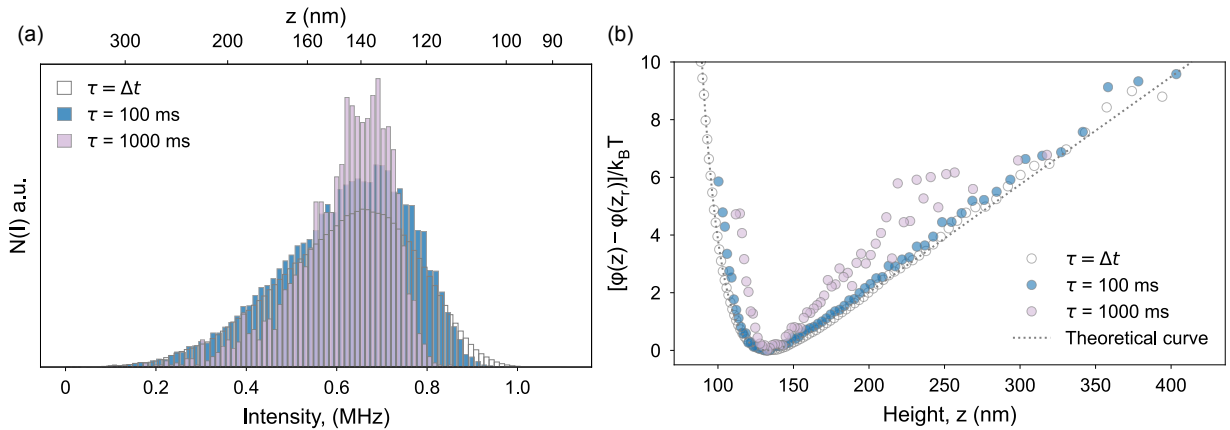 (a)
z (nm)
300 200 160 140 120 100 90
τ = Δt
τ = 100 ms
τ = 1000 ms
N(I) a.u.
0 0.2 0.4 0.6 0.8 1.0
Intensity, (MHz)
(b)
[φ(z) − φ(z_r)]/k_B T
10
8
6
4
2
0
τ = Δt
τ = 100 ms
τ = 1000 ms
Theoretical curve
100 150 200 250 300 350 400
Height, z (nm)